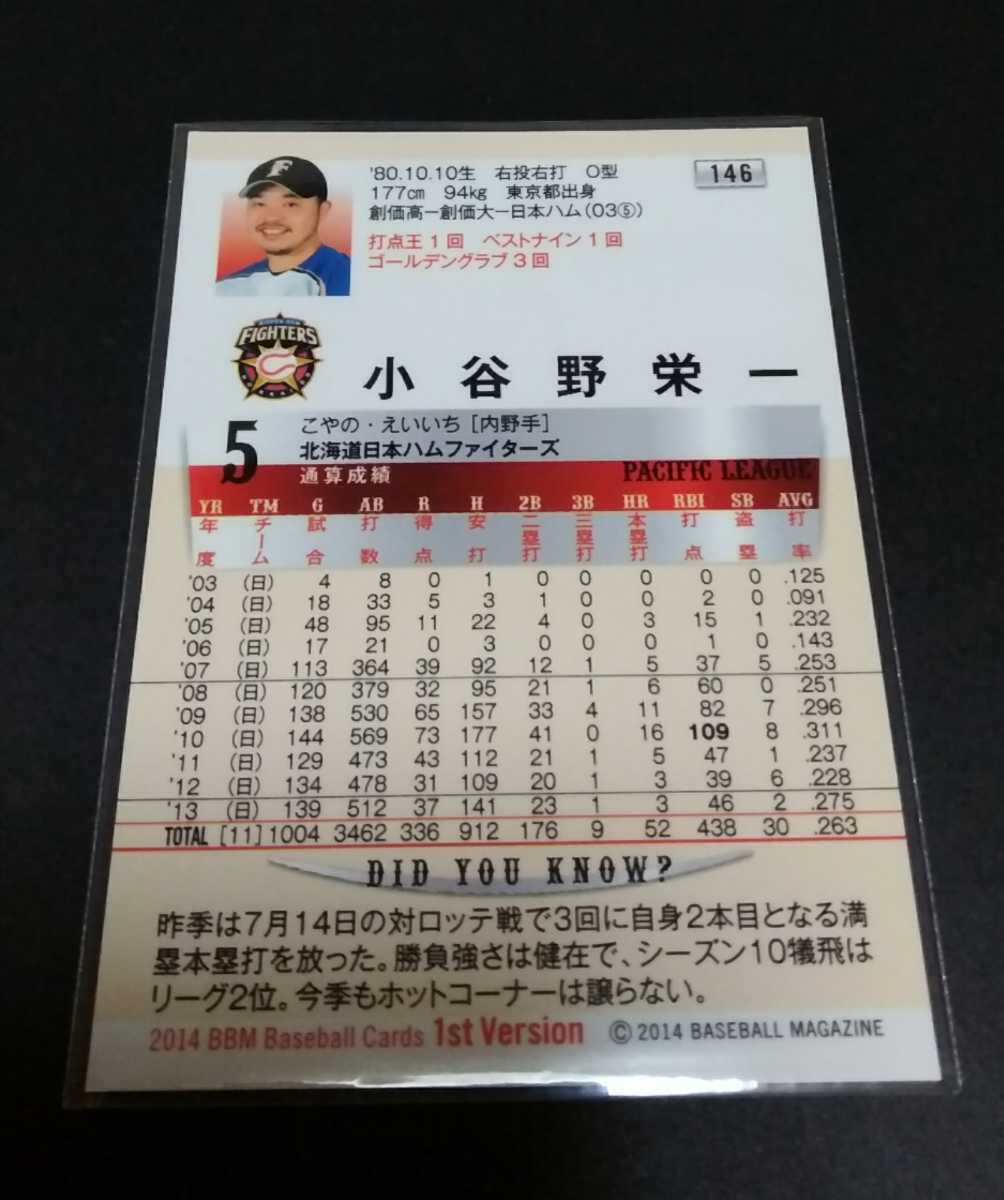 '80.10.10生 右投右打 O型
146
177cm 94kg 東京都出身
創価高ー創価大ー日本ハム(03⑤)
打点王1回 ベストナイン1回
ゴールデングラブ3回
F
FIGHTERS
小谷野栄一
5
こやの・えいいち [内野手]
北海道日本ハムファイターズ
通算成績 PACIFIC LEAGUE
YR TM G AB R H 2B 3B HR RBI SB AVG
年度 チーム 試合 打数 得点 安打 二塁打 三塁打 本塁打 打点 盗塁 打率
'03 (日) 4 8 0 1 0 0 0 0 0 .125
'04 (日) 18 33 5 3 1 0 0 2 0 .091
'05 (日) 48 95 11 22 4 0 3 15 1 .232
'06 (日) 17 21 0 3 0 0 0 1 0 .143
'07 (日) 113 364 39 92 12 1 5 37 5 .253
'08 (日) 120 379 32 95 21 1 6 60 0 .251
'09 (日) 138 530 65 157 33 4 11 82 7 .296
'10 (日) 144 569 73 177 41 0 16 109 8 .311
'11 (日) 129 473 43 112 21 1 5 47 1 .237
'12 (日) 134 478 31 109 20 1 3 39 6 .228
'13 (日) 139 512 37 141 23 1 3 46 2 .275
TOTAL [11] 1004 3462 336 912 176 9 52 438 30 .263
DID YOU KNOW?
昨季は7月14日の対ロッテ戦で3回に自身2本目となる満
塁本塁打を放った。勝負強さは健在で、シーズン10犠飛は
リーグ2位。今季もホットコーナーは譲らない。
2014 BBM Baseball Cards 1st Version © 2014 BASEBALL MAGAZINE